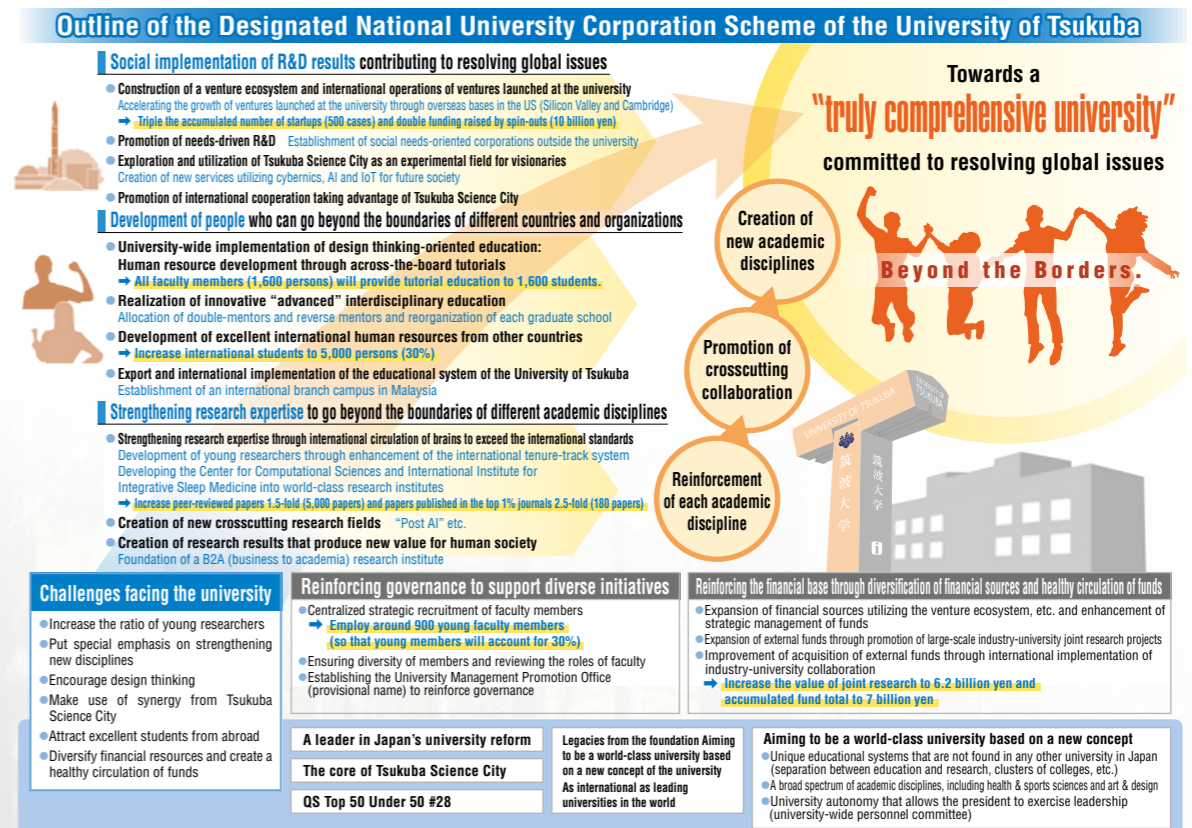 Outline of the Designated National University Corporation Scheme of the University of Tsukuba
Social implementation of R&D results contributing to resolving global issues
● Construction of a venture ecosystem and international operations of ventures launched at the university
Accelerating the growth of ventures launched at the university through overseas bases in the US (Silicon Valley and Cambridge)
➡ Triple the accumulated number of startups (500 cases) and double funding raised by spin-outs (10 billion yen)
● Promotion of needs-driven R&D Establishment of social needs-oriented corporations outside the university
● Exploration and utilization of Tsukuba Science City as an experimental field for visionaries
Creation of new services utilizing cybernics, AI and IoT for future society
● Promotion of international cooperation taking advantage of Tsukuba Science City
Development of people who can go beyond the boundaries of different countries and organizations
● University-wide implementation of design thinking-oriented education:
Human resource development through across-the-board tutorials
➡ All faculty members (1,600 persons) will provide tutorial education to 1,600 students.
● Realization of innovative “advanced” interdisciplinary education
Allocation of double-mentors and reverse mentors and reorganization of each graduate school
● Development of excellent international human resources from other countries
➡ Increase international students to 5,000 persons (30%)
● Export and international implementation of the educational system of the University of Tsukuba
Establishment of an international branch campus in Malaysia
Strengthening research expertise to go beyond the boundaries of different academic disciplines
● Strengthening research expertise through international circulation of brains to exceed the international standards
Development of young researchers through enhancement of the international tenure-track system
Developing the Center for Computational Sciences and International Institute for
Integrative Sleep Medicine into world-class research institutes
➡ Increase peer-reviewed papers 1.5-fold (5,000 papers) and papers published in the top 1% journals 2.5-fold (180 papers)
● Creation of new crosscutting research fields “Post AI” etc.
● Creation of research results that produce new value for human society
Foundation of a B2A (business to academia) research institute
Towards a
“truly comprehensive university”
committed to resolving global issues
Beyond the Borders.
Creation of
new academic
disciplines
Promotion of
crosscutting
collaboration
Reinforcement
of each academic
discipline
UNIVERSITY OF TSUKUBA
UNIVERSITY OF
TSUKUBA
筑波大学
筑波大学
Challenges facing the university
●Increase the ratio of young researchers
●Put special emphasis on strengthening
new disciplines
●Encourage design thinking
●Make use of synergy from Tsukuba
Science City
●Attract excellent students from abroad
●Diversify financial resources and create a
healthy circulation of funds
Reinforcing governance to support diverse initiatives
●Centralized strategic recruitment of faculty members
➡ Employ around 900 young faculty members
(so that young members will account for 30%)
●Ensuring diversity of members and reviewing the roles of faculty
●Establishing the University Management Promotion Office
(provisional name) to reinforce governance
Reinforcing the financial base through diversification of financial sources and healthy circulation of funds
●Expansion of financial sources utilizing the venture ecosystem, etc. and enhancement of
strategic management of funds
●Expansion of external funds through promotion of large-scale industry-university joint research projects
●Improvement of acquisition of external funds through international implementation of
industry-university collaboration
➡ Increase the value of joint research to 6.2 billion yen and
accumulated fund total to 7 billion yen
A leader in Japan’s university reform
The core of Tsukuba Science City
QS Top 50 Under 50 #28
Legacies from the foundation Aiming
to be a world-class university based
on a new concept of the university
As international as leading
universities in the world
Aiming to be a world-class university based on a new concept
●Unique educational systems that are not found in any other university in Japan
(separation between education and research, clusters of colleges, etc.)
●A broad spectrum of academic disciplines, including health & sports sciences and art & design
●University autonomy that allows the president to exercise leadership
(university-wide personnel committee)